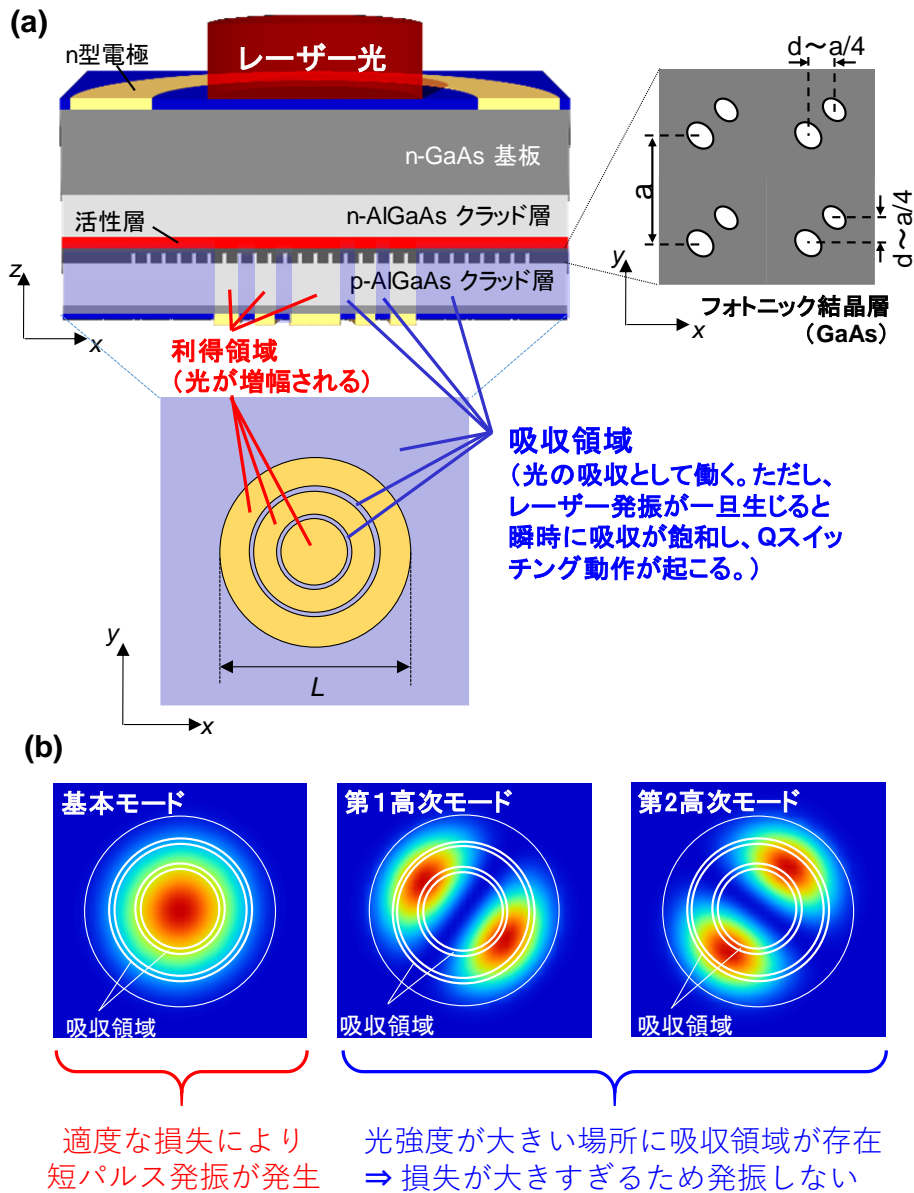 (a)
n型電極
レーザー光
n-GaAs 基板
活性層
n-AlGaAs クラッド層
p-AlGaAs クラッド層
z
x
d～a/4
a
d～a/4
y
x
フォトニック結晶層
（GaAs）
利得領域
（光が増幅される）
吸収領域
（光の吸収として働く。ただし、
レーザー発振が一旦生じると
瞬時に吸収が飽和し、Qスイッ
チング動作が起こる。）
y
x
L
(b)
基本モード
吸収領域
第１高次モード
吸収領域
第2高次モード
吸収領域
適度な損失により
短パルス発振が発生
光強度が大きい場所に吸収領域が存在
⇒ 損失が大きすぎるため発振しない